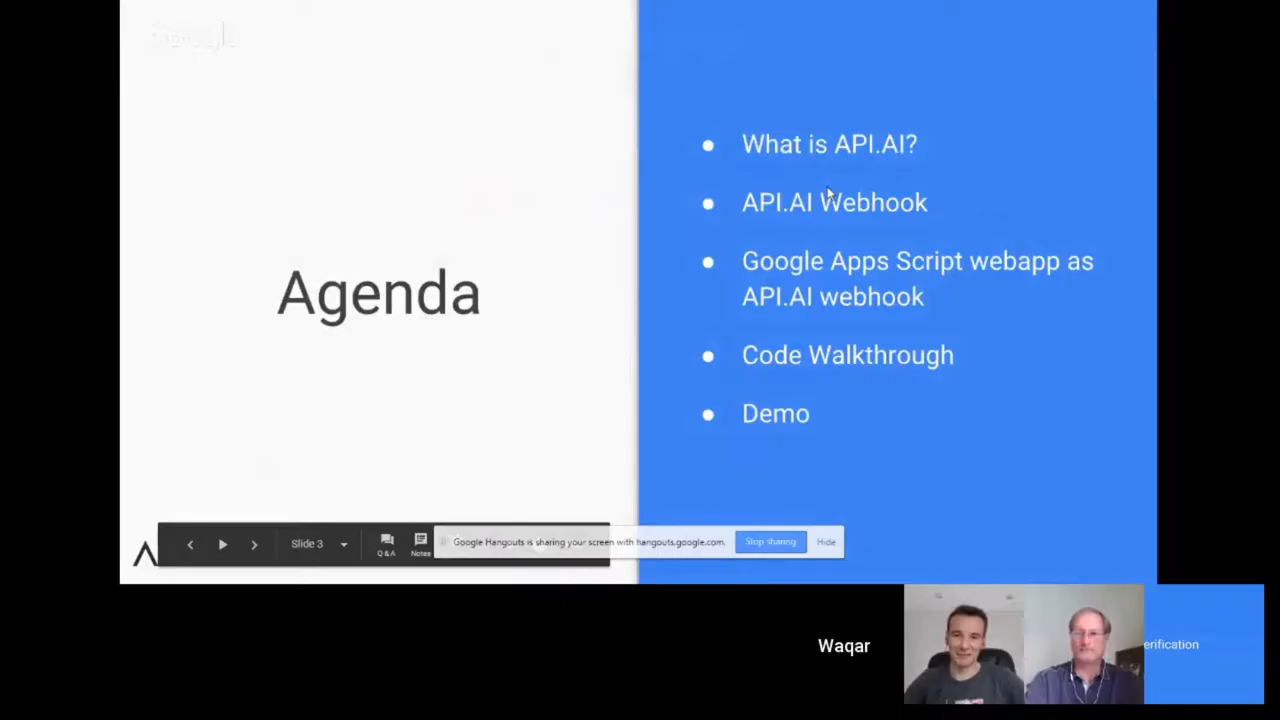 Agenda
What is API.AI?
API.AI Webhook
Google Apps Script webapp as
API.AI webhook
Code Walkthrough
Demo
Slide 3
Q & A
Notes
Google Hangouts is sharing your screen with hangouts.google.com.
Stop sharing
Hide
Waqar
erification